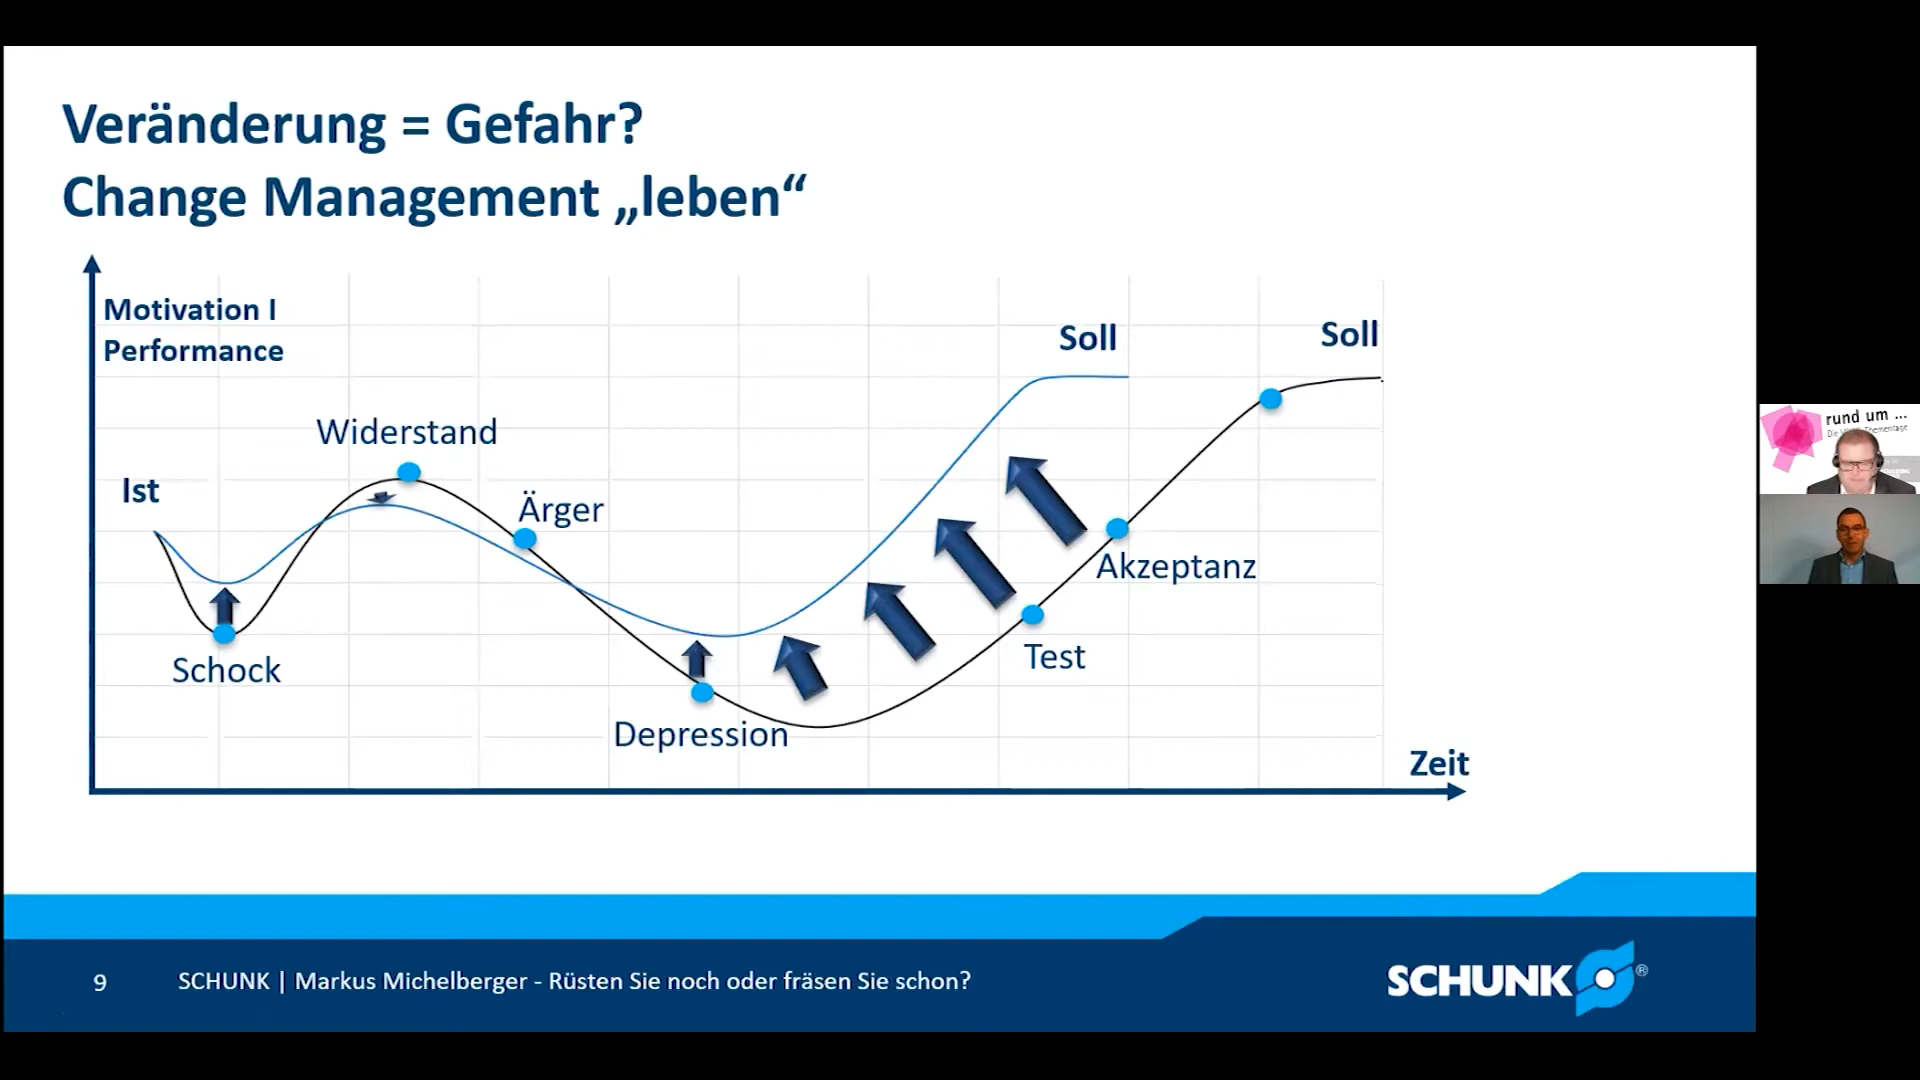 Veränderung = Gefahr?
Change Management „leben“
Motivation I
Performance
Soll
Soll
Widerstand
Ist
Ärger
Akzeptanz
Schock
Test
Depression
Zeit
9
SCHUNK | Markus Michelberger - Rüsten Sie noch oder fräsen Sie schon?
SCHUNK®
rund um ...